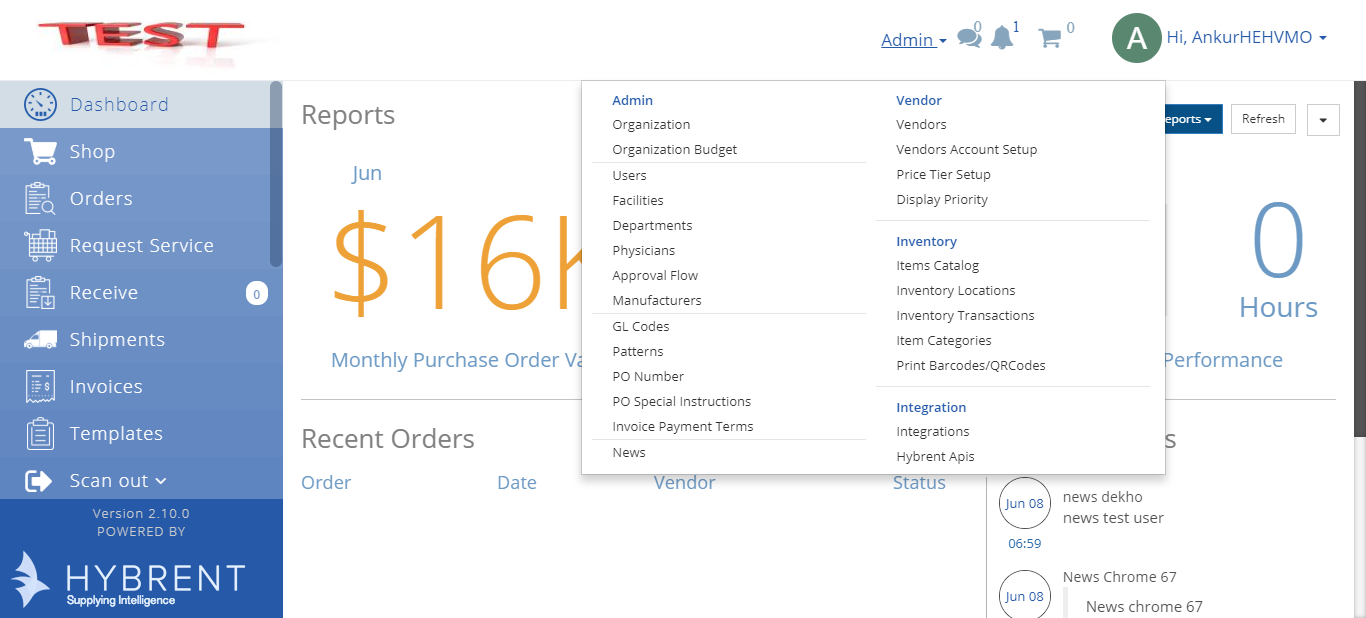 TEST
Admin
0
1
0
A
Hi, AnkurHEHVMO
Dashboard
Shop
Orders
Request Service
Receive
0
Shipments
Invoices
Templates
Scan out
Version 2.10.0
POWERED BY
HYBRENT
Supplying Intelligence
Reports
eports
Refresh
Jun
$16K
Monthly Purchase Order Va
0
Hours
Performance
Admin
Organization
Organization Budget
Users
Facilities
Departments
Physicians
Approval Flow
Manufacturers
GL Codes
Patterns
PO Number
PO Special Instructions
Invoice Payment Terms
News
Vendor
Vendors
Vendors Account Setup
Price Tier Setup
Display Priority
Inventory
Items Catalog
Inventory Locations
Inventory Transactions
Item Categories
Print Barcodes/QRCodes
Integration
Integrations
Hybrent Apis
Recent Orders
Order Date Vendor Status
s
Jun 08
06:59
news dekho
news test user
Jun 08
News Chrome 67
News chrome 67